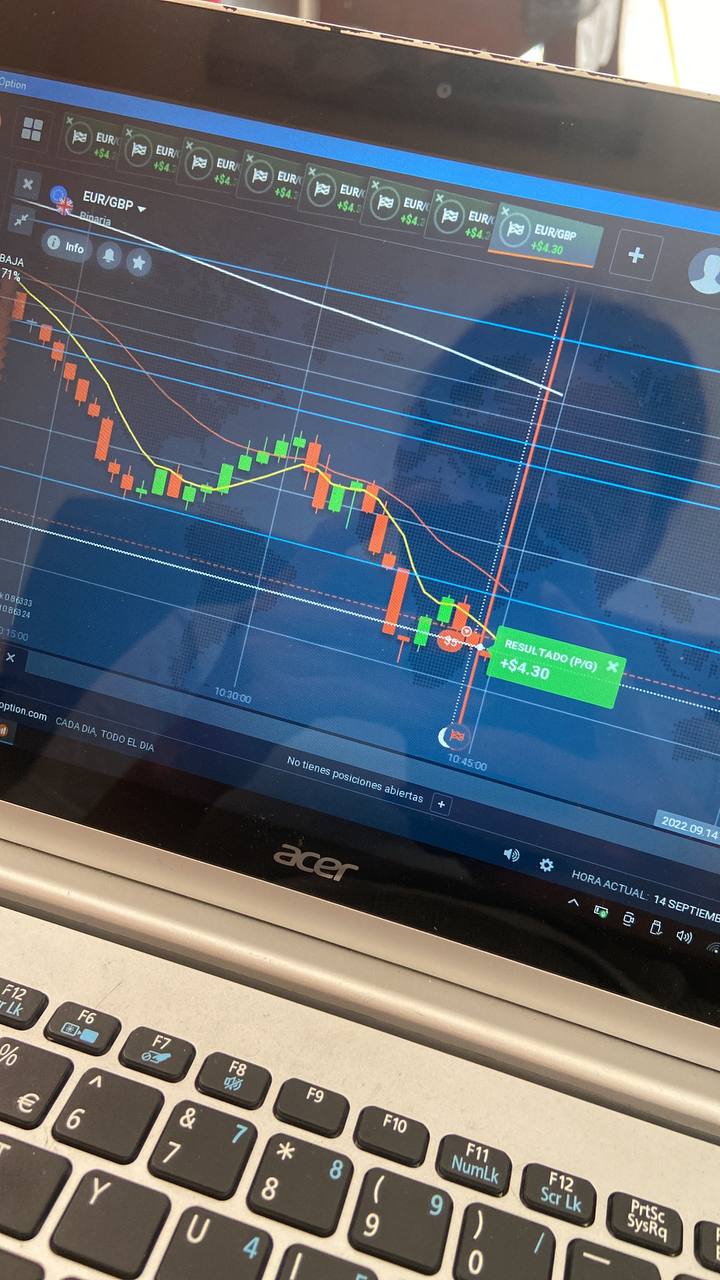 Option
EUR/
+$4.
EUR/
+$4.
EUR/
+$4.
EUR/
+$4.
EUR/
+$4.
EUR/
+$4.2
EUR/
+$4.
EUR/GBP
+$4.30
EUR/GBP
Binaria
Info
BAJA
71%
$5
RESULTADO (P/G)
+$4.30
0.86333
0.86324
0:15:00
10:30:00
10:45:00
option.com
CADA DIA, TODO EL DIA
No tienes posiciones abiertas
2022.09.14
HORA ACTUAL: 14 SEPTIEMB
acer
F12
r Lk
F6
F7
F8
F9
F10
F11
NumLk
F12
Scr Lk
PrtSc
SysRq
%
€
^
6
&
7
7
*
8
8
(
9
9
)
0
/
T
Y
U
4
I
5